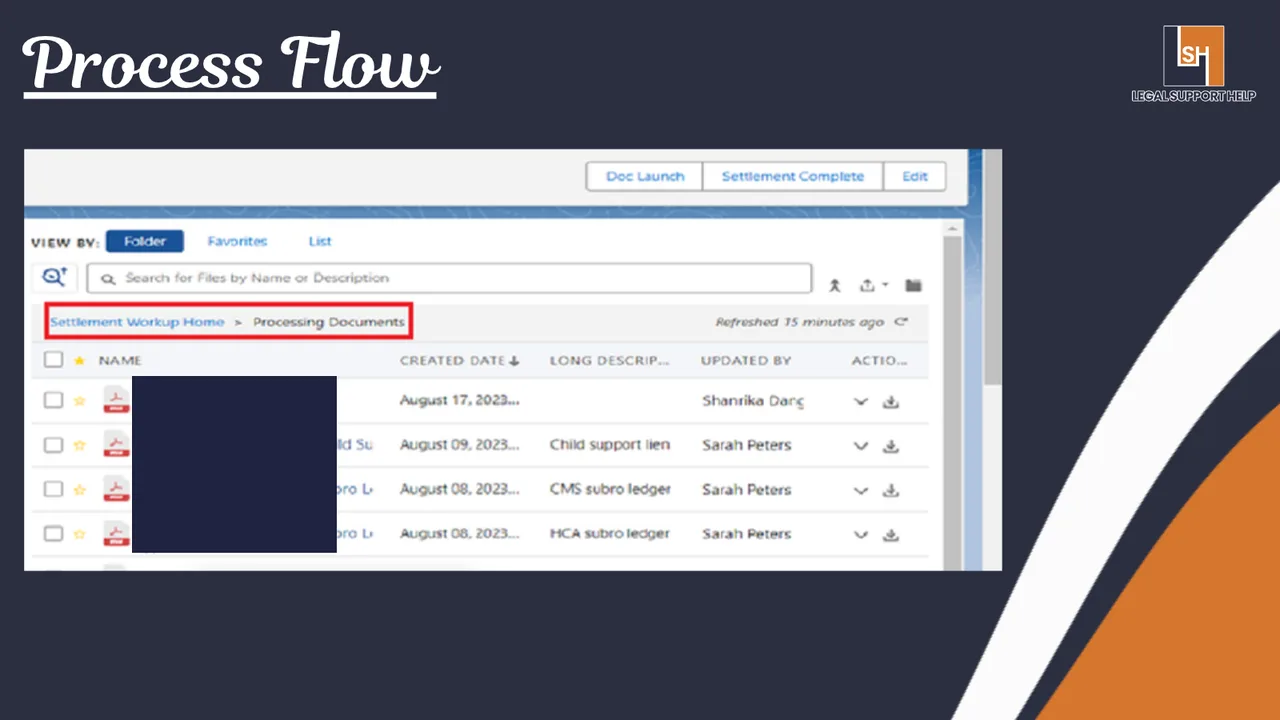 Process Flow
LSH
LEGAL SUPPORT HELP
Doc Launch Settlement Complete Edit
VIEW BY: Folder Favorites List
Search for Files by Name or Description
Settlement Workup Home > Processing Documents Refreshed 15 minutes ago
NAME CREATED DATE LONG DESCRIP... UPDATED BY ACTIO...
August 17, 2023... Shanrika Dang
ld Su August 09, 2023... Child support lien Sarah Peters
oro L August 08, 2023... CMS subro ledger Sarah Peters
oro L August 08, 2023... HCA subro ledger Sarah Peters